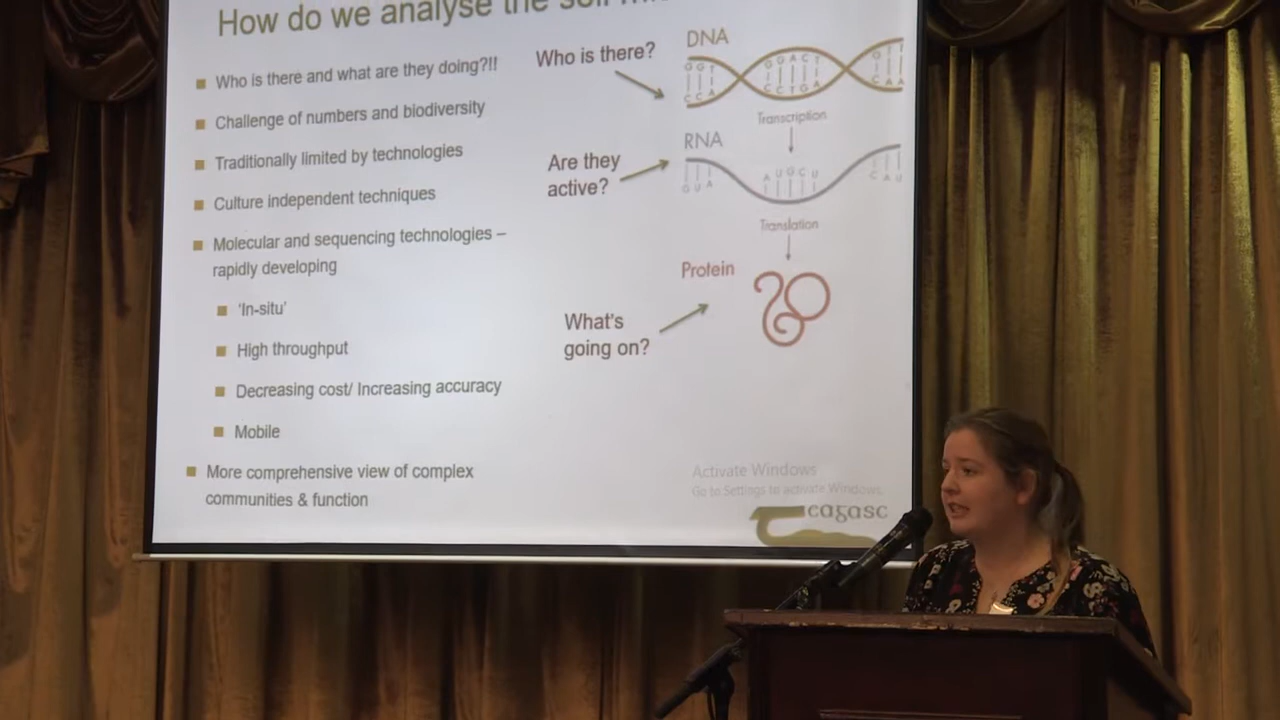 How do we analyse the soil
Who is there and what are they doing?!!
Challenge of numbers and biodiversity
Traditionally limited by technologies
Culture independent techniques
Molecular and sequencing technologies –
rapidly developing
'In-situ'
High throughput
Decreasing cost/ Increasing accuracy
Mobile
More comprehensive view of complex
communities & function
Who is there?
DNA
Transcription
RNA
Are they
active?
A U G C U
Translation
Protein
What's
going on?
Activate Windows
Go to Settings to activate Windows.
cagasc